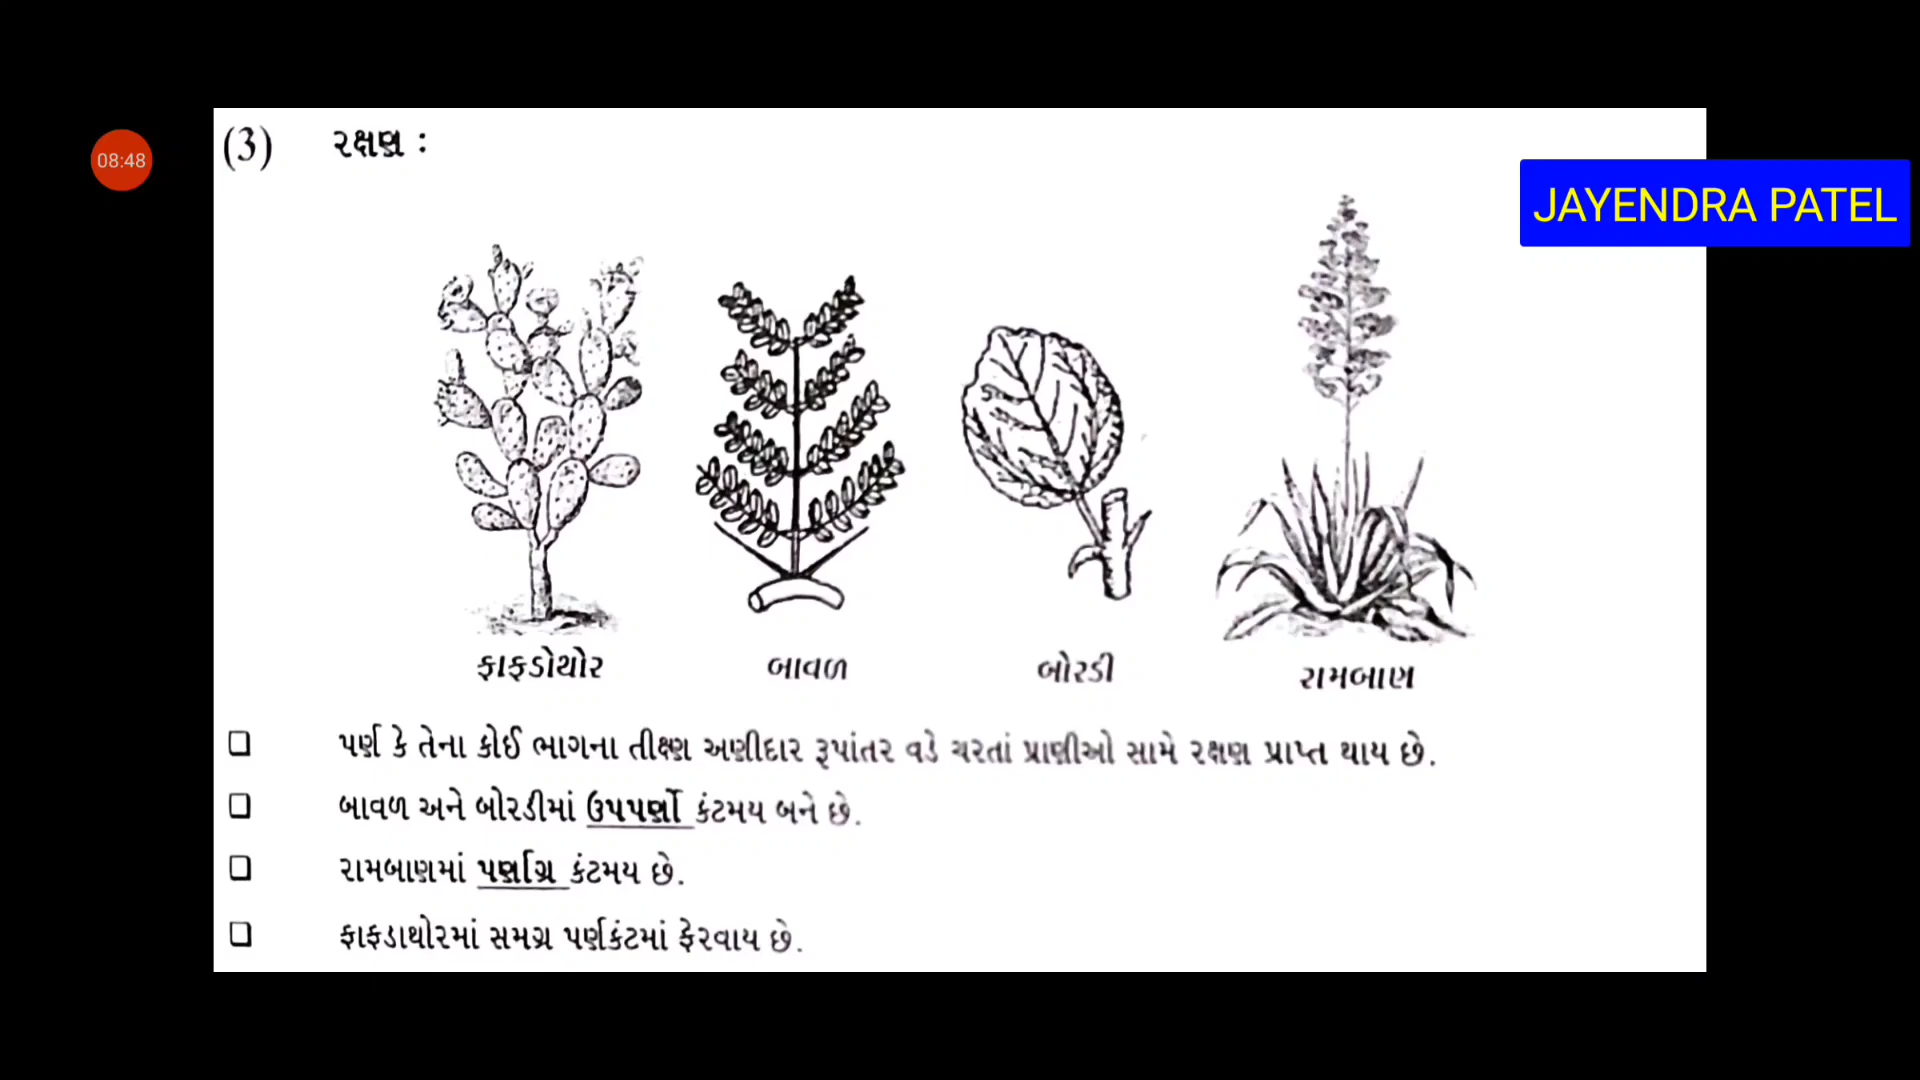 08:48
(3) રક્ષણ :
JAYENDRA PATEL
ફાફડોથોર બાવળ બોરડી રામબાણ
❑ પર્ણ કે તેના કોઈ ભાગના તીક્ષ્ણ અણીદાર રૂપાંતર વડે ચરતાં પ્રાણીઓ સામે રક્ષણ પ્રાપ્ત થાય છે.
❑ બાવળ અને બોરડીમાં ઉપપર્ણો કંટમય બને છે.
❑ રામબાણમાં પર્ણાગ્ર કંટમય છે.
❑ ફાફડાથોરમાં સમગ્ર પર્ણકંટમાં ફેરવાય છે.